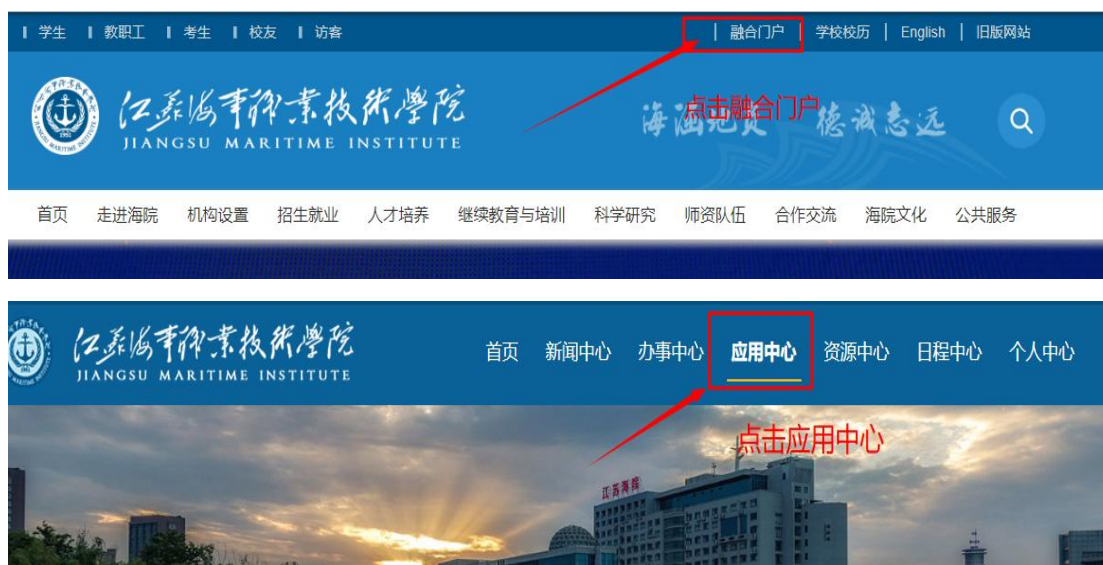 学生 教职工 考生 校友 访客 融合门户 学校校历 English 旧版网站
江苏海事职业技术學院
JIANGSU MARITIME INSTITUTE
点击融合门户
德诚志远
首页 走进海院 机构设置 招生就业 人才培养 继续教育与培训 科学研究 师资队伍 合作交流 海院文化 公共服务
江苏海事职业技术學院
JIANGSU MARITIME INSTITUTE
首页 新闻中心 办事中心 应用中心 资源中心 日程中心 个人中心
点击应用中心
江苏海院